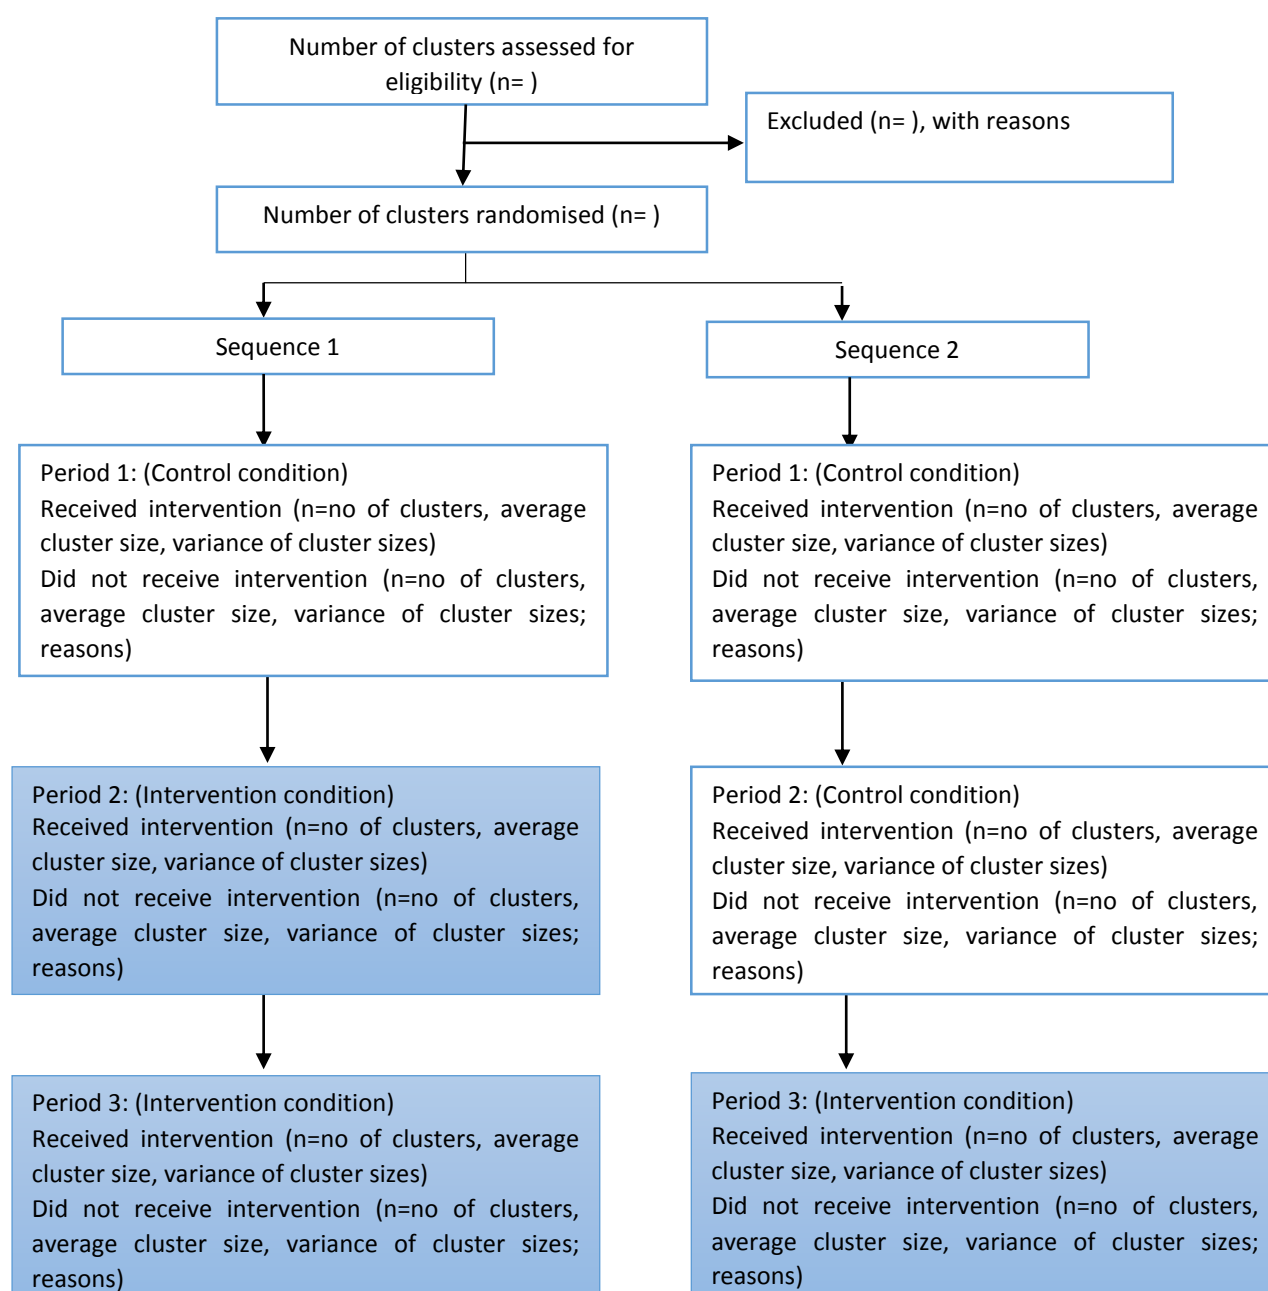 Number of clusters assessed for
eligibility (n= )
Excluded (n= ), with reasons
Number of clusters randomised (n= )
Sequence 1
Sequence 2
Period 1: (Control condition)
Received intervention (n=no of clusters, average
cluster size, variance of cluster sizes)
Did not receive intervention (n=no of clusters,
average cluster size, variance of cluster sizes;
reasons)
Period 1: (Control condition)
Received intervention (n=no of clusters, average
cluster size, variance of cluster sizes)
Did not receive intervention (n=no of clusters,
average cluster size, variance of cluster sizes;
reasons)
Period 2: (Intervention condition)
Received intervention (n=no of clusters, average
cluster size, variance of cluster sizes)
Did not receive intervention (n=no of clusters,
average cluster size, variance of cluster sizes;
reasons)
Period 2: (Control condition)
Received intervention (n=no of clusters, average
cluster size, variance of cluster sizes)
Did not receive intervention (n=no of clusters,
average cluster size, variance of cluster sizes;
reasons)
Period 3: (Intervention condition)
Received intervention (n=no of clusters, average
cluster size, variance of cluster sizes)
Did not receive intervention (n=no of clusters,
average cluster size, variance of cluster sizes;
reasons)
Period 3: (Intervention condition)
Received intervention (n=no of clusters, average
cluster size, variance of cluster sizes)
Did not receive intervention (n=no of clusters,
average cluster size, variance of cluster sizes;
reasons)